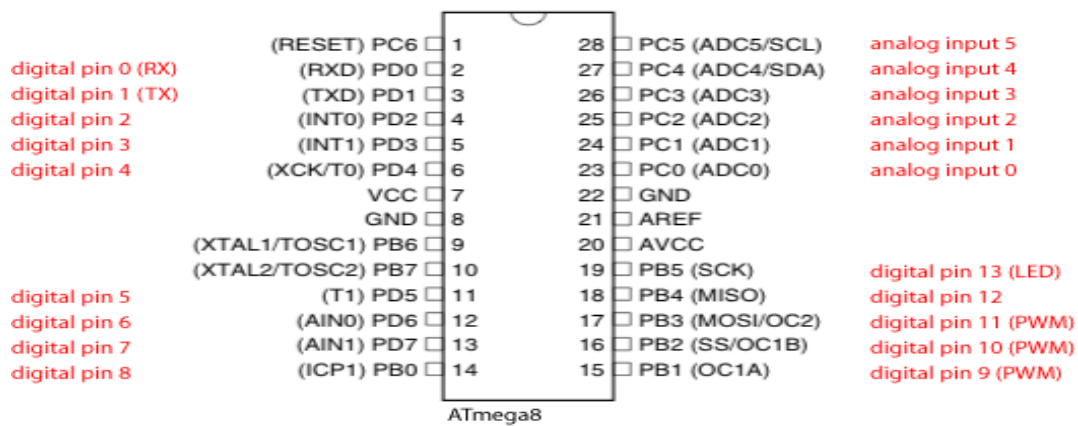 (RESET) PC6 1 28 PC5 (ADC5/SCL) analog input 5
digital pin 0 (RX) (RXD) PD0 2 27 PC4 (ADC4/SDA) analog input 4
digital pin 1 (TX) (TXD) PD1 3 26 PC3 (ADC3) analog input 3
digital pin 2 (INT0) PD2 4 25 PC2 (ADC2) analog input 2
digital pin 3 (INT1) PD3 5 24 PC1 (ADC1) analog input 1
digital pin 4 (XCK/T0) PD4 6 23 PC0 (ADC0) analog input 0
VCC 7 22 GND
GND 8 21 AREF
(XTAL1/TOSC1) PB6 9 20 AVCC
(XTAL2/TOSC2) PB7 10 19 PB5 (SCK) digital pin 13 (LED)
digital pin 5 (T1) PD5 11 18 PB4 (MISO) digital pin 12
digital pin 6 (AIN0) PD6 12 17 PB3 (MOSI/OC2) digital pin 11 (PWM)
digital pin 7 (AIN1) PD7 13 16 PB2 (SS/OC1B) digital pin 10 (PWM)
digital pin 8 (ICP1) PB0 14 15 PB1 (OC1A) digital pin 9 (PWM)
ATmega8